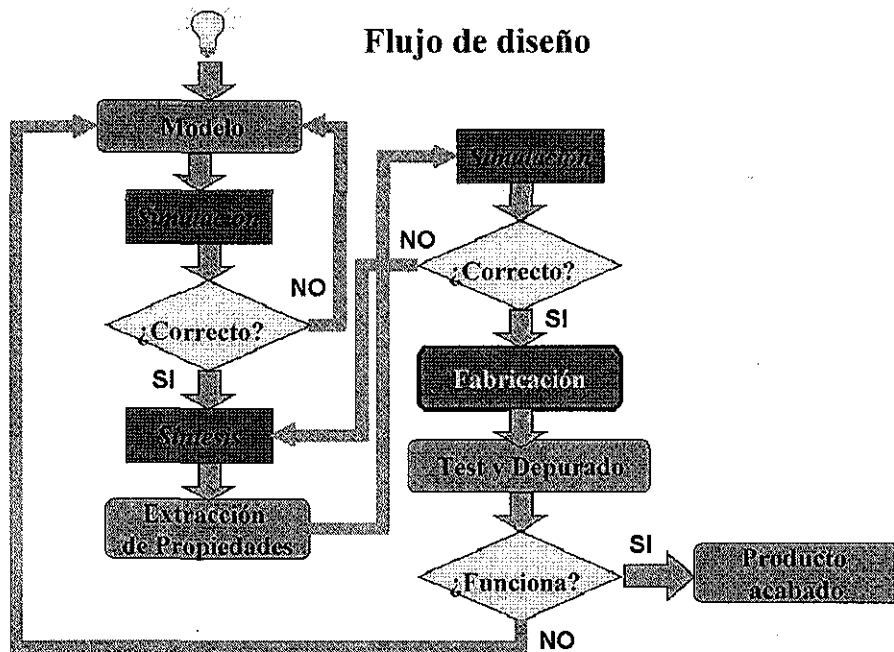 Flujo de diseño
Modelo
Simulación
¿Correcto?
NO
SI
Síntesis
Extracción
de Propiedades
Simulación
NO
¿Correcto?
SI
Fabricación
Test y Depurado
¿Funciona?
SI
Producto
acabado
NO